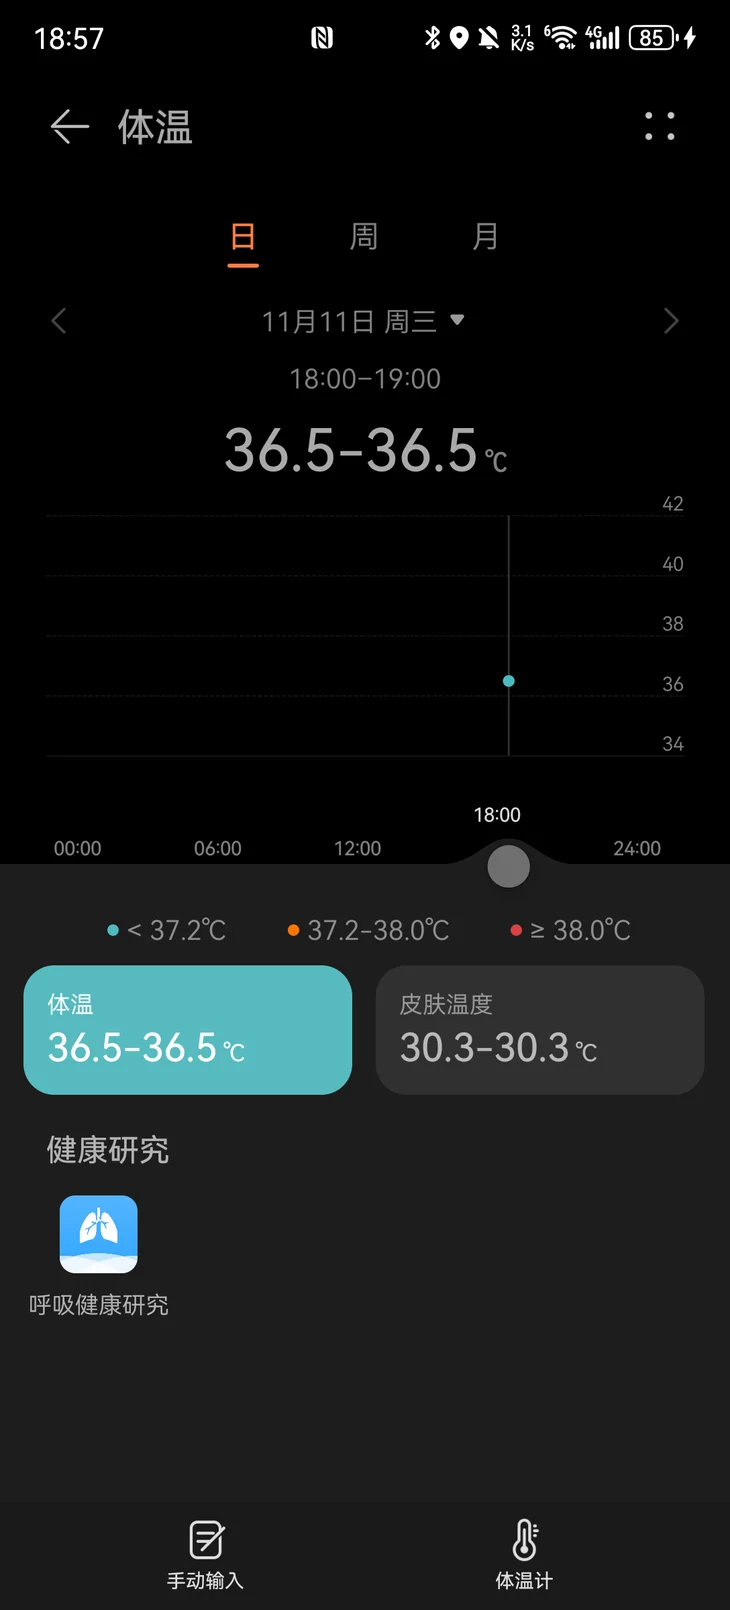 18:57
3.1 K/s 6 4G 85
体温
日 周 月
11月11日 周三
18:00-19:00
36.5-36.5℃
42
40
38
36
34
18:00
00:00 06:00 12:00 24:00
< 37.2℃ 37.2-38.0℃ ≥ 38.0℃
体温
36.5-36.5℃
皮肤温度
30.3-30.3℃
健康研究
呼吸健康研究
手动输入 体温计